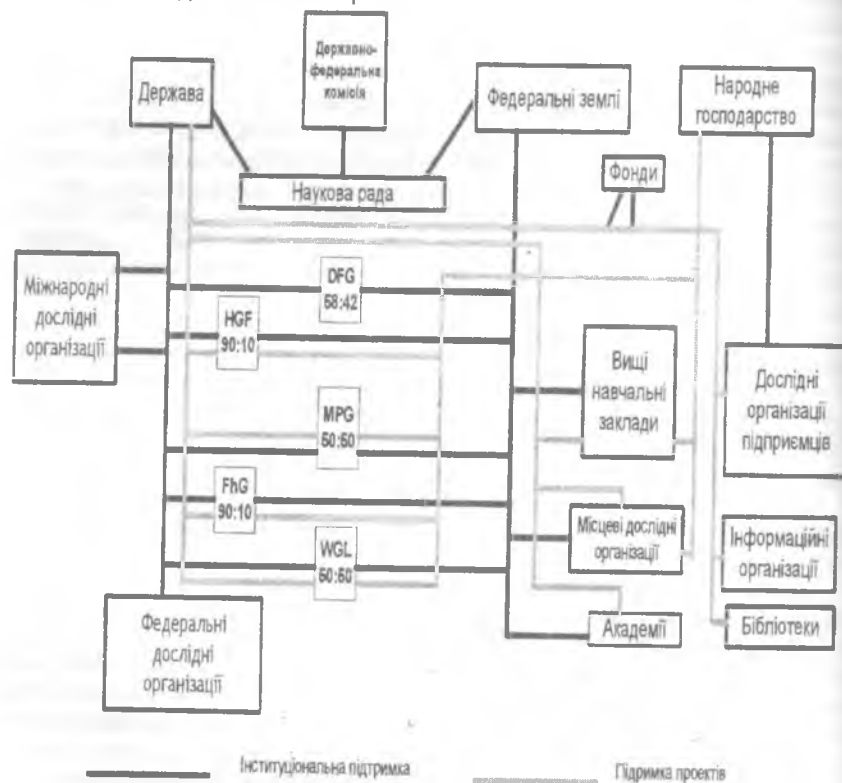 Державно-
федеральна
комісія
Держава
Федеральні землі
Народне
господарство
Наукова рада
Фонди
Міжнародні
дослідні
організації
DFG
58:42
HGF
90:10
Вищі
навчальні
заклади
Дослідні
організації
підприємців
MPG
50:50
FhG
90:10
Місцеві дослідні
організації
Інформаційні
організації
WGL
50:50
Федеральні
дослідні
організації
Академії
Бібліотеки
Інституціональна підтримка
Підримка проектів